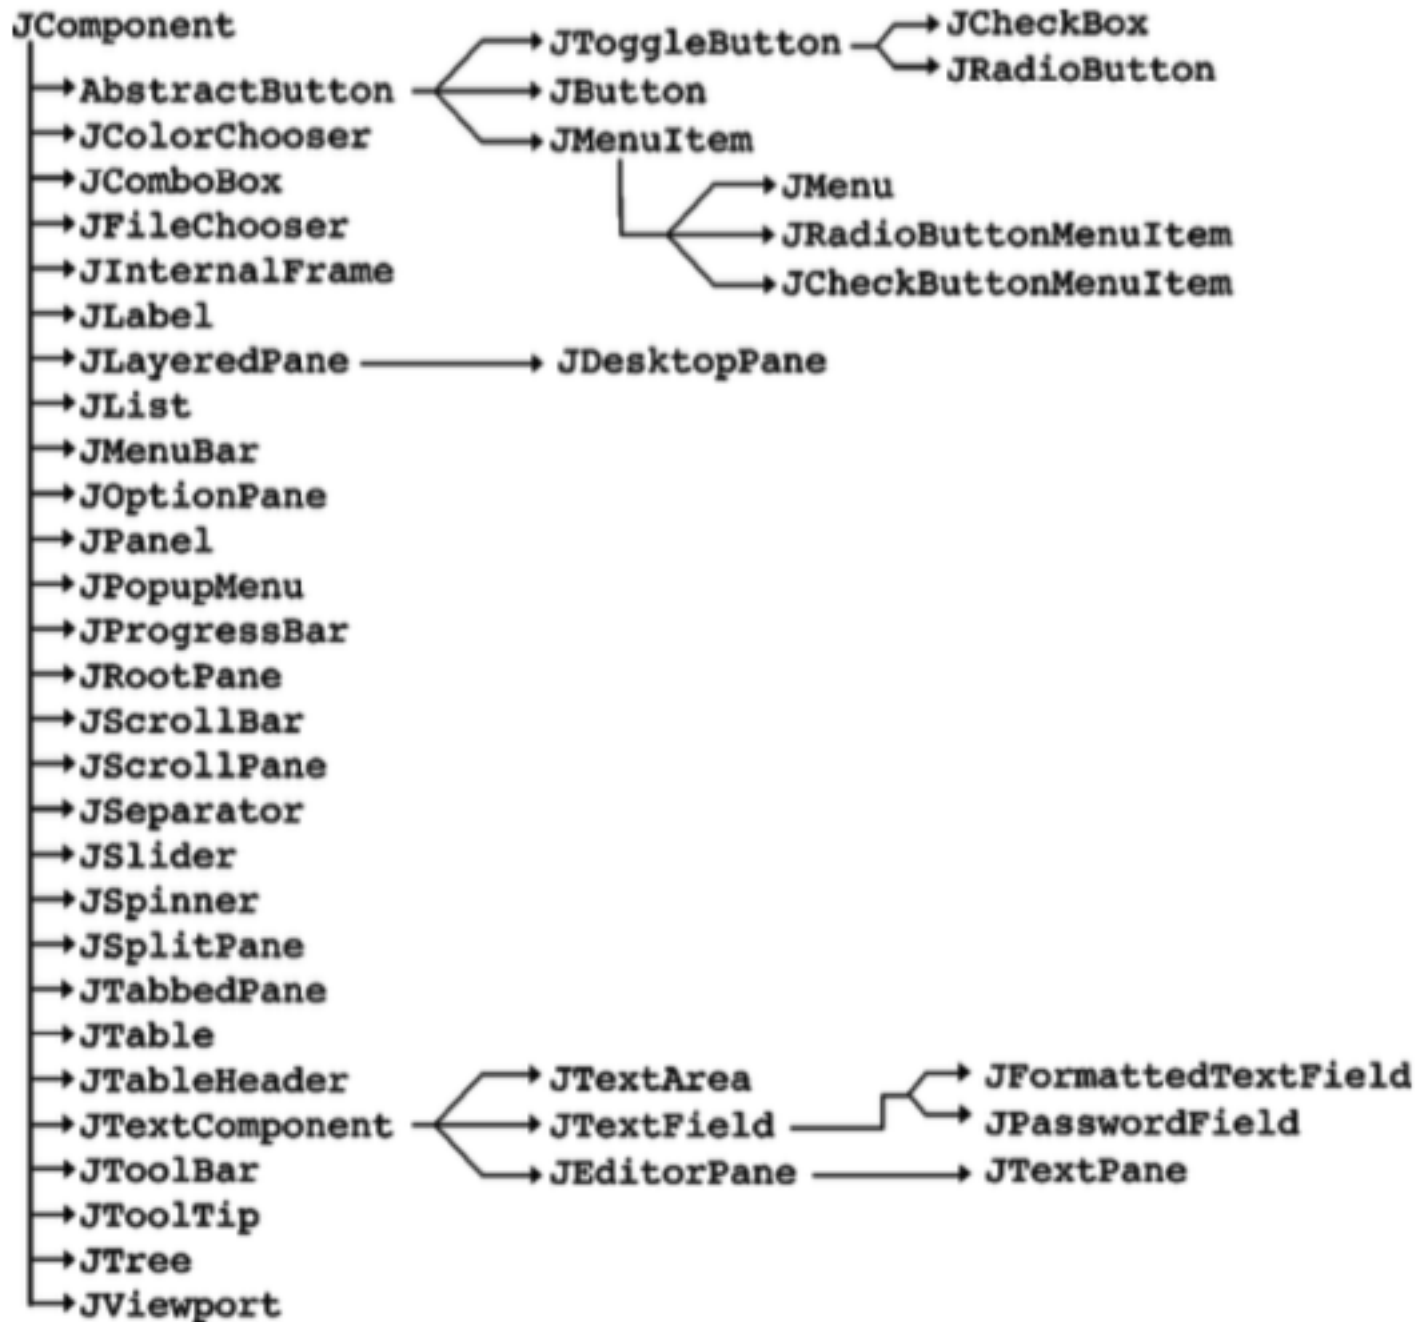 JComponent
JToggleButton JCheckBox
JRadioButton
AbstractButton JButton
JColorChooser JMenuItem
JComboBox JMenu
JFileChooser JRadioButtonMenuItem
JInternalFrame JCheckButtonMenuItem
JLabel
JLayeredPane JDesktopPane
JList
JMenuBar
JOptionPane
JPanel
JPopupMenu
JProgressBar
JRootPane
JScrollBar
JScrollPane
JSeparator
JSlider
JSpinner
JSplitPane
JTabbedPane
JTable
JTableHeader JTextArea JFormattedTextField
JTextComponent JTextField JPasswordField
JToolBar JEditorPane JTextPane
JToolTip
JTree
JViewport